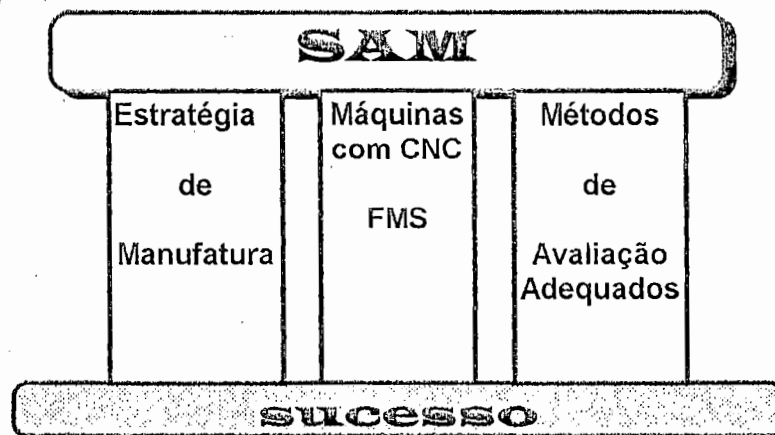 SAM
Estratégia
de
Manufatura
Máquinas
com CNC
FMS
Métodos
de
Avaliação
Adequados
sucesso